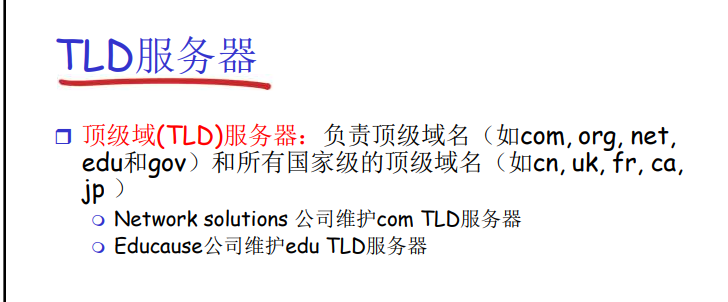 TLD服务器
顶级域(TLD)服务器：负责顶级域名（如com, org, net,
edu和gov）和所有国家级的顶级域名（如cn, uk, fr, ca,
jp ）
Network solutions 公司维护com TLD服务器
Educause公司维护edu TLD服务器